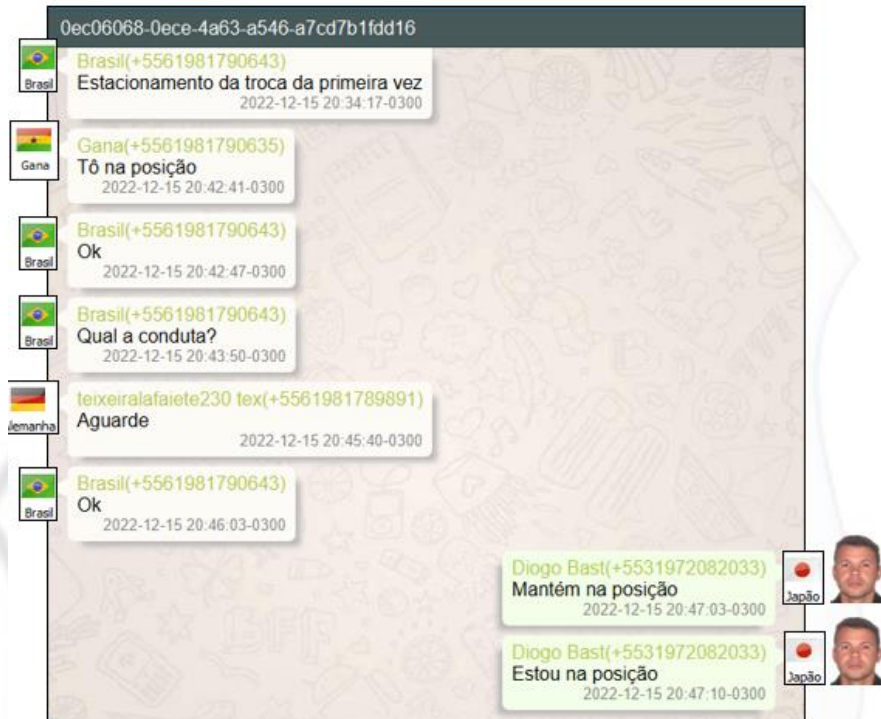 0ec06068-0ece-4a63-a546-a7cd7b1fdd16
Brasil
Brasil(+5561981790643)
Estacionamento da troca da primeira vez
2022-12-15 20:34:17-0300
Gana
Gana(+5561981790635)
Tô na posição
2022-12-15 20:42:41-0300
Brasil
Brasil(+5561981790643)
Ok
2022-12-15 20:42:47-0300
Brasil
Brasil(+5561981790643)
Qual a conduta?
2022-12-15 20:43:50-0300
lemanha
teixeiralafaiete230 tex(+5561981789891)
Aguarde
2022-12-15 20:45:40-0300
Brasil
Brasil(+5561981790643)
Ok
2022-12-15 20:46:03-0300
Diogo Bast(+5531972082033)
Mantém na posição
2022-12-15 20:47:03-0300
Japão
Diogo Bast(+5531972082033)
Estou na posição
2022-12-15 20:47:10-0300
Japão